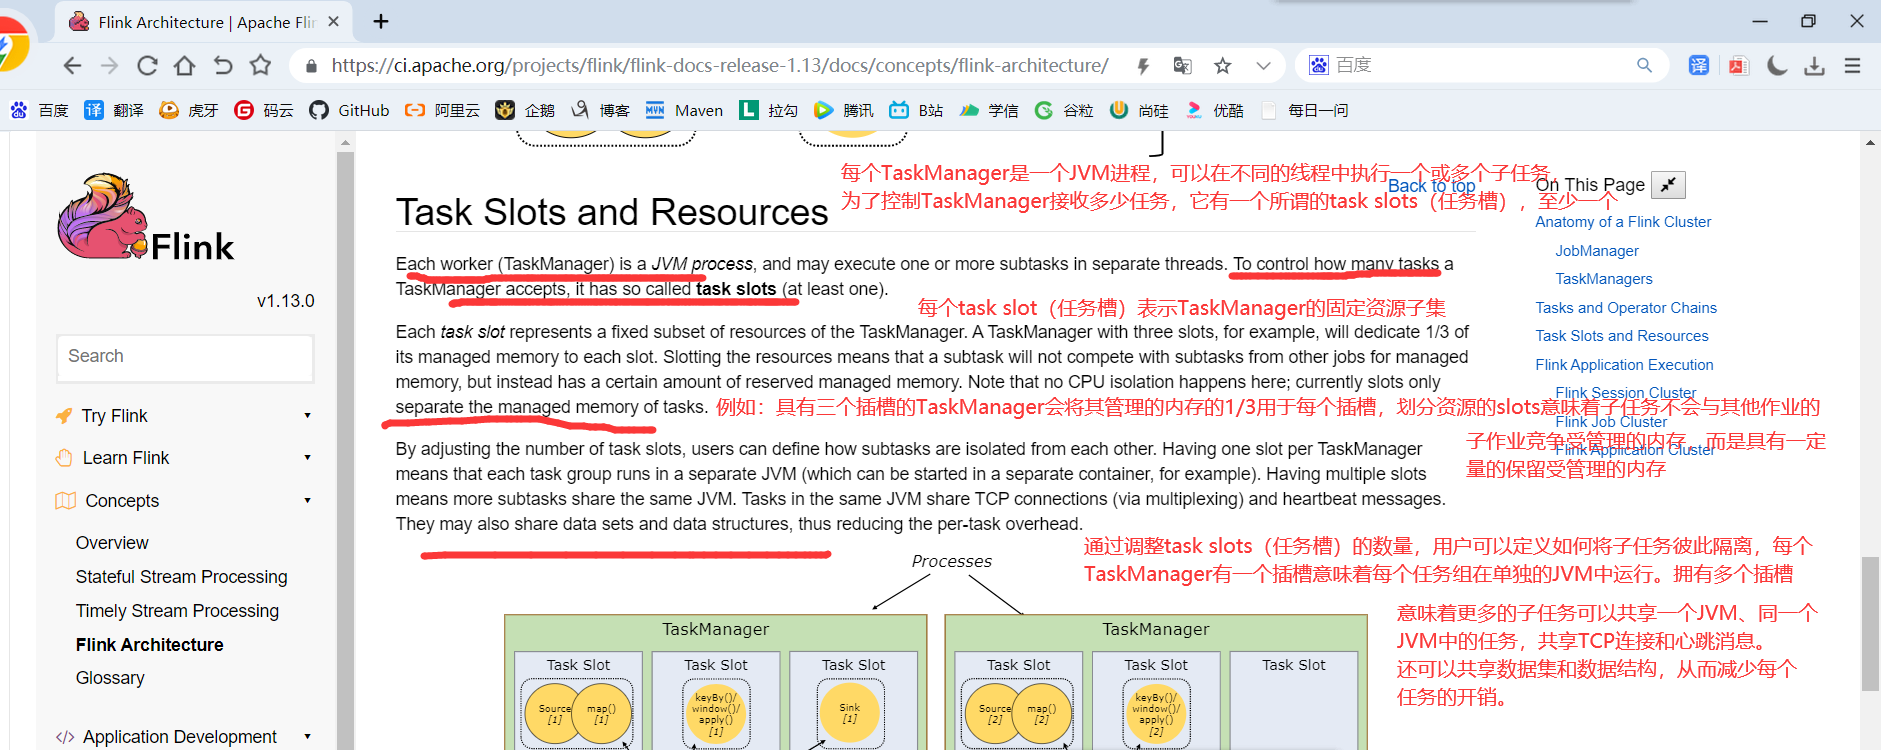 Flink Architecture | Apache Flin
https://ci.apache.org/projects/flink/flink-docs-release-1.13/docs/concepts/flink-architecture/
百度
百度 翻译 虎牙 码云 GitHub 阿里云 企鹅 博客 Maven 拉勾 腾讯 B站 学信 谷粒 尚硅 优酷 每日一问
Flink
v1.13.0
Search
Try Flink
Learn Flink
Concepts
Overview
Stateful Stream Processing
Timely Stream Processing
Flink Architecture
Glossary
</> Application Development
每个TaskManager是一个JVM进程，可以在不同的线程中执行一个或多个子任务，
为了控制TaskManager接收多少任务，它有一个所谓的task slots（任务槽），至少一个
Back to top
Task Slots and Resources
Each worker (TaskManager) is a JVM process, and may execute one or more subtasks in separate threads. To control how many tasks a
TaskManager accepts, it has so called task slots (at least one).
每个task slot（任务槽）表示TaskManager的固定资源子集
Each task slot represents a fixed subset of resources of the TaskManager. A TaskManager with three slots, for example, will dedicate 1/3 of
its managed memory to each slot. Slotting the resources means that a subtask will not compete with subtasks from other jobs for managed
memory, but instead has a certain amount of reserved managed memory. Note that no CPU isolation happens here; currently slots only
separate the managed memory of tasks.
例如：具有三个插槽的TaskManager会将其管理的内存的1/3用于每个插槽，划分资源的slots意味着子任务不会与其他作业的
子作业竞争受管理的内存，而是具有一定
量的保留受管理的内存
By adjusting the number of task slots, users can define how subtasks are isolated from each other. Having one slot per TaskManager
means that each task group runs in a separate JVM (which can be started in a separate container, for example). Having multiple slots
means more subtasks share the same JVM. Tasks in the same JVM share TCP connections (via multiplexing) and heartbeat messages.
They may also share data sets and data structures, thus reducing the per-task overhead.
通过调整task slots（任务槽）的数量，用户可以定义如何将子任务彼此隔离，每个
TaskManager有一个插槽意味着每个任务组在单独的JVM中运行。拥有多个插槽
意味着更多的子任务可以共享一个JVM、同一个
JVM中的任务，共享TCP连接和心跳消息。
还可以共享数据集和数据结构，从而减少每个
任务的开销。
Processes
TaskManager
Task Slot
Source
[1]
map()
[1]
Task Slot
keyBy()/
window()/
apply()
[1]
Task Slot
Sink
[1]
TaskManager
Task Slot
Source
[2]
map()
[2]
Task Slot
keyBy()/
window()/
apply()
[2]
Task Slot
On This Page
Anatomy of a Flink Cluster
JobManager
TaskManagers
Tasks and Operator Chains
Task Slots and Resources
Flink Application Execution
Flink Session Cluster
Flink Job Cluster
Flink Application Cluster